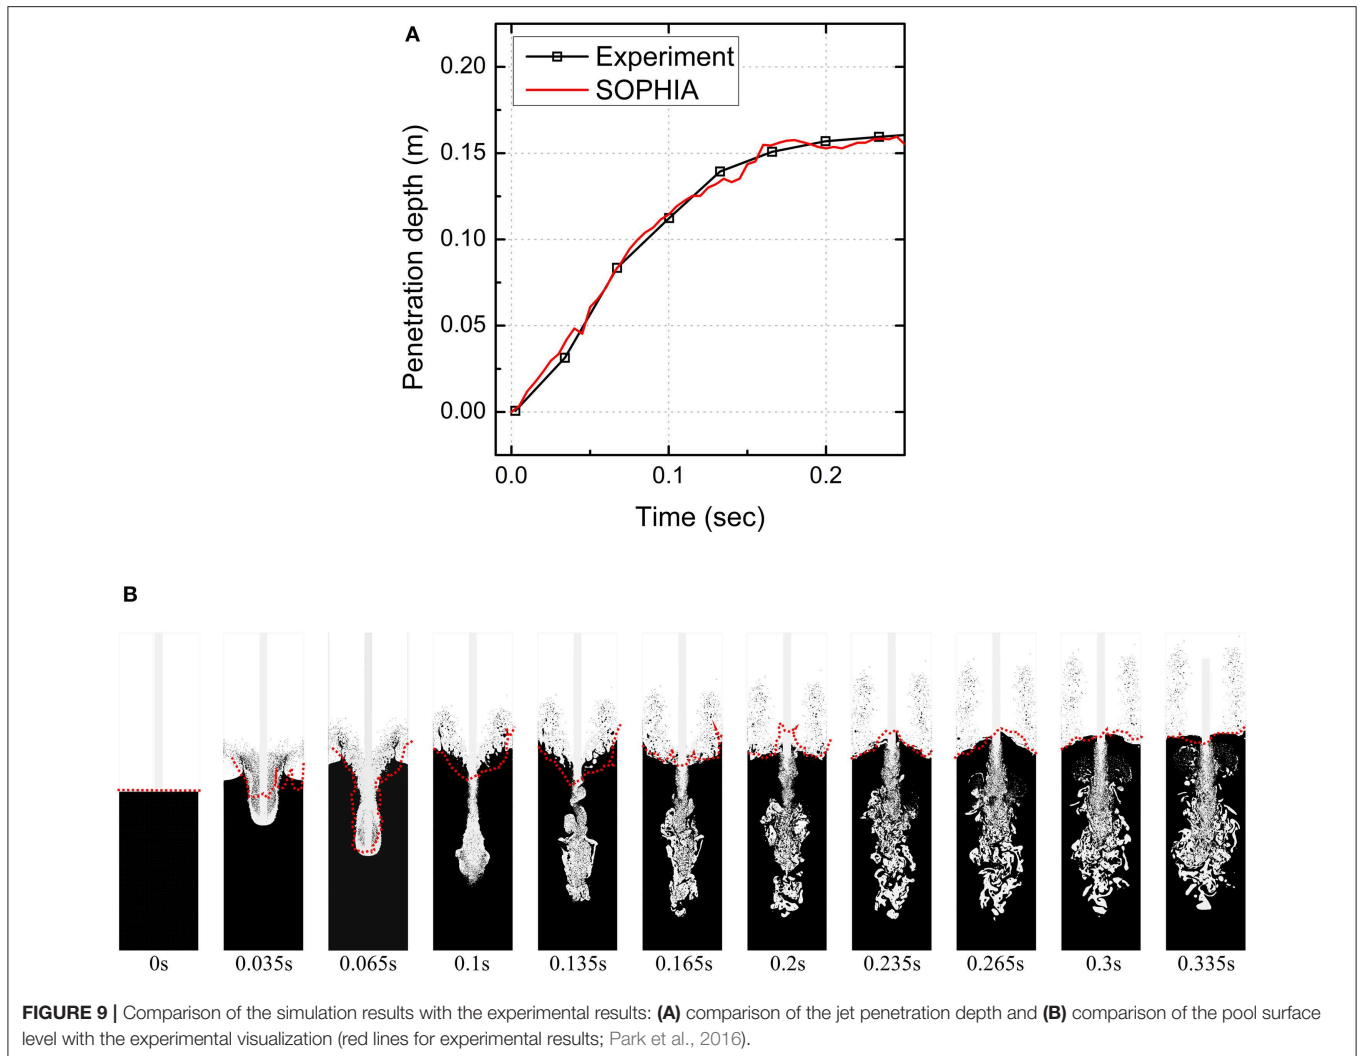 A
Experiment
SOPHIA
0.20
0.15
0.10
0.05
0.00
Penetration depth (m)
0.0 0.1 0.2
Time (sec)
B
0s 0.035s 0.065s 0.1s 0.135s 0.165s 0.2s 0.235s 0.265s 0.3s 0.335s
FIGURE 9 | Comparison of the simulation results with the experimental results: (A) comparison of the jet penetration depth and (B) comparison of the pool surface
level with the experimental visualization (red lines for experimental results; Park et al., 2016).